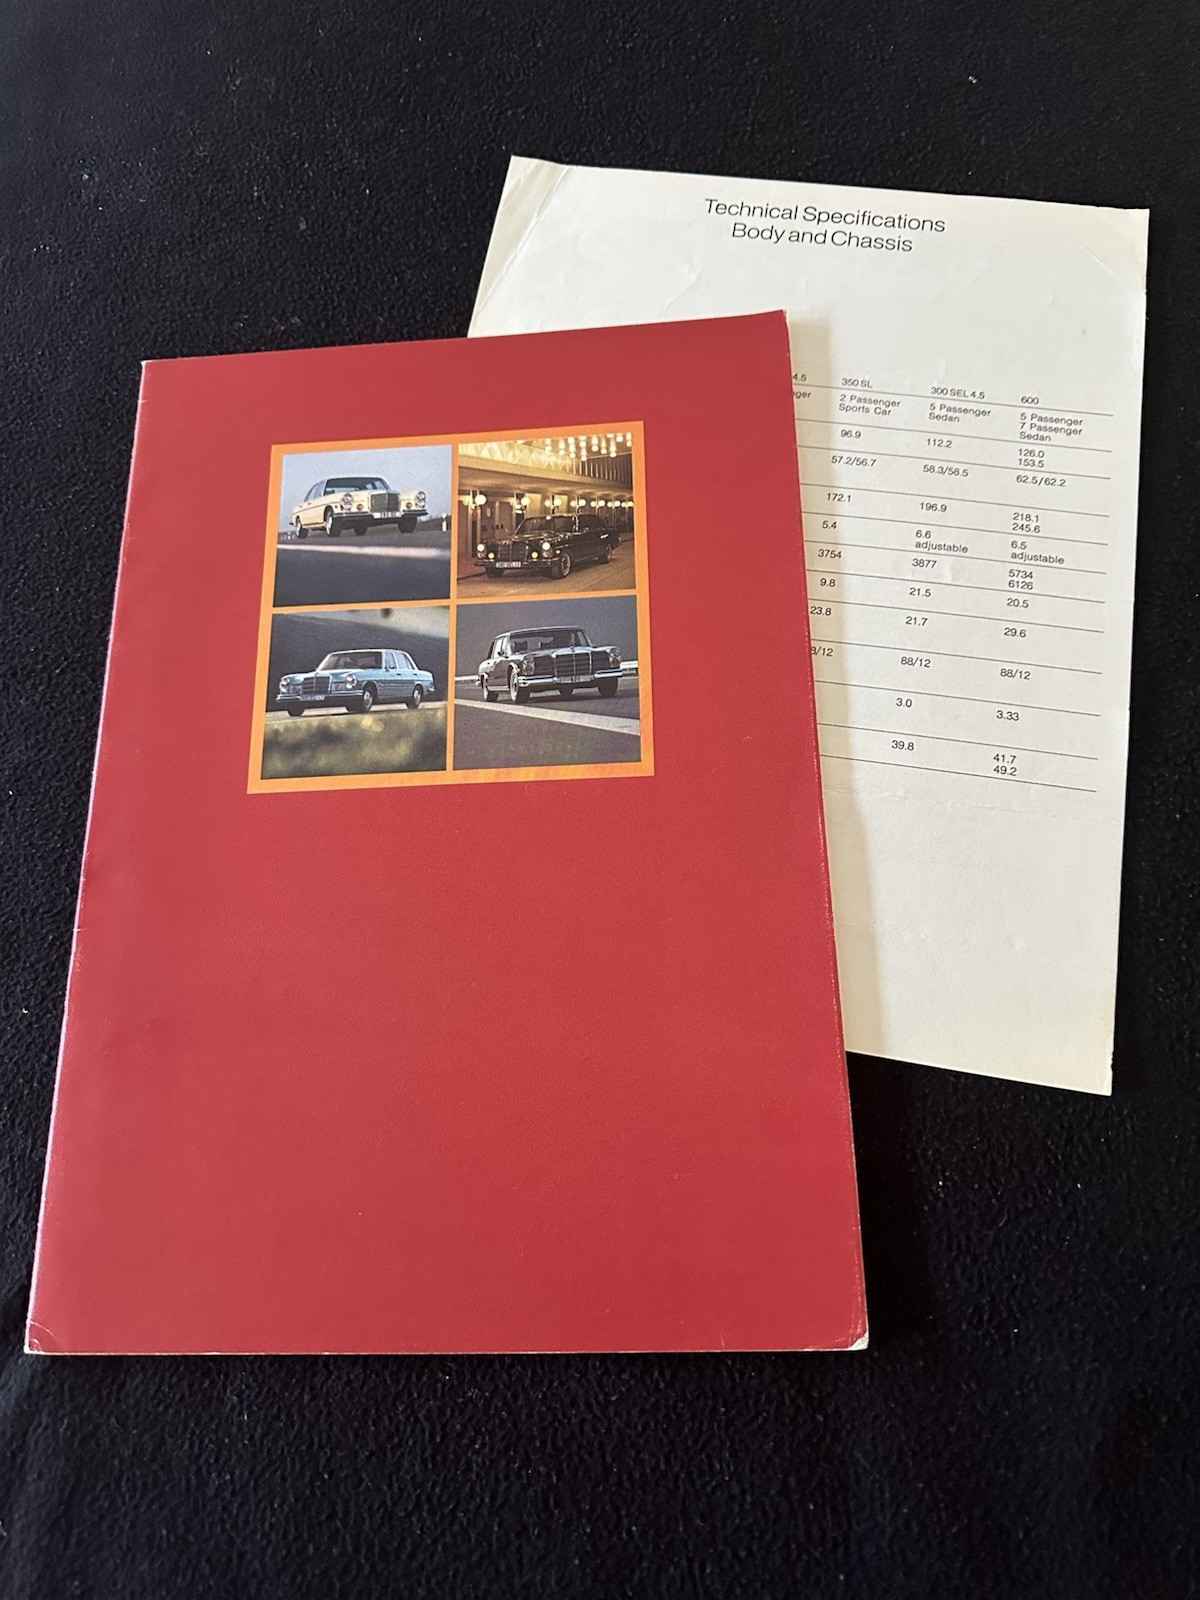 Technical Specifications
Body and Chassis
4.5 350 SL 300 SEL 4.5 600
2 Passenger 5 Passenger 5 Passenger
Sports Car Sedan 7 Passenger
Sedan
96.9 112.2 126.0
153.5
57.2/56.7 58.3/58.5 62.5/62.2
172.1 196.9 218.1
245.6
5.4 6.6 6.5
adjustable adjustable
3754 3877 5734
6126
9.8 21.5 20.5
23.8 21.7 29.6
/12 88/12 88/12
3.0 3.33
39.8 41.7
49.2